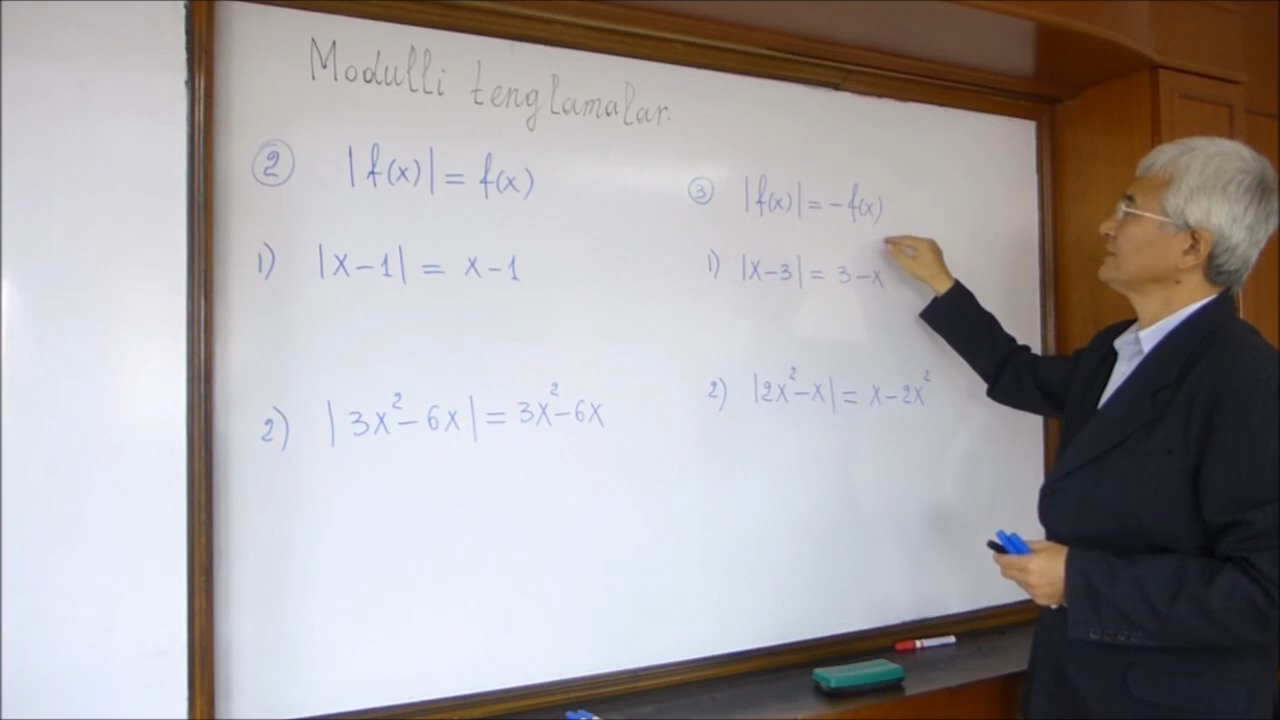 Modulli tenglamalar.
② |f(x)| = f(x)
1) |x-1| = x-1
2) |3x²-6x| = 3x²-6x
③ |f(x)| = -f(x)
1) |x-3| = 3-x
2) |2x²-x| = x-2x²